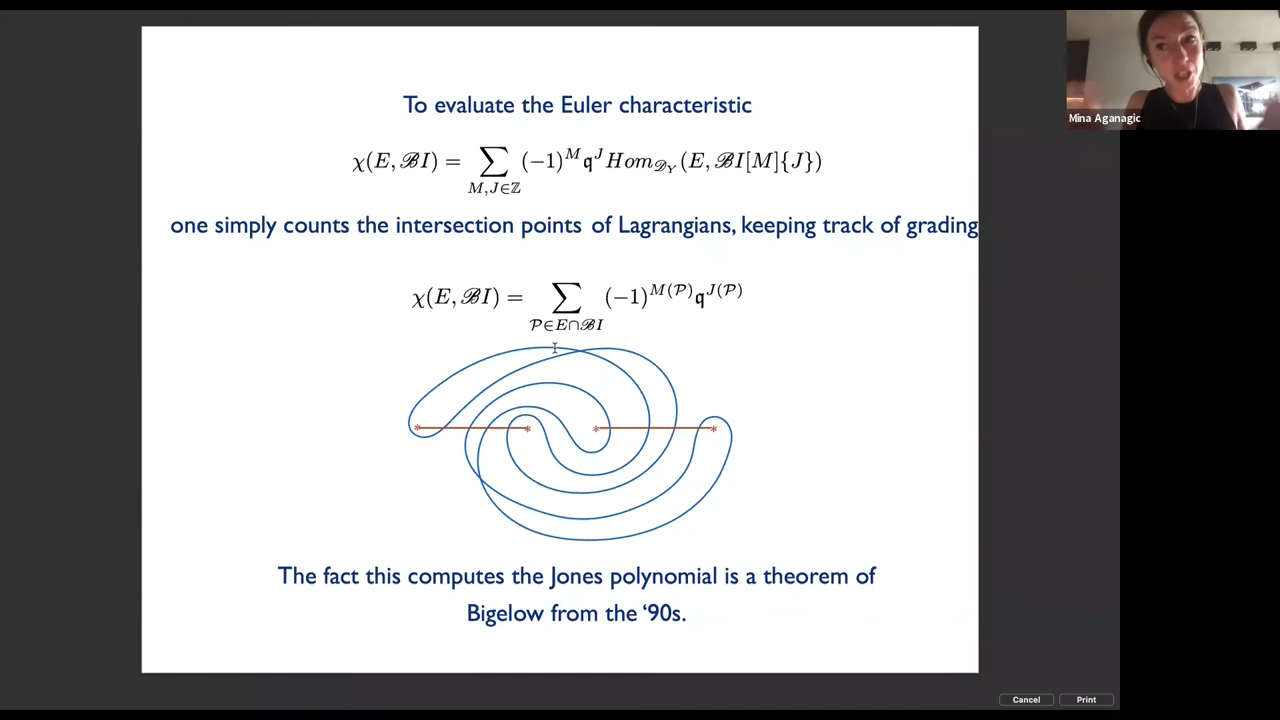 To evaluate the Euler characteristic
χ(E, ℬI) = ∑_{M,J∈ℤ} (−1)^M 𝔮^J Hom_{𝒟_Y}(E, ℬI[M]{J})
one simply counts the intersection points of Lagrangians, keeping track of grading
χ(E, ℬI) = ∑_{𝒫∈E∩ℬI} (−1)^{M(𝒫)} 𝔮^{J(𝒫)}
The fact this computes the Jones polynomial is a theorem of
Bigelow from the ‘90s.
Mina Aganagic
Cancel
Print